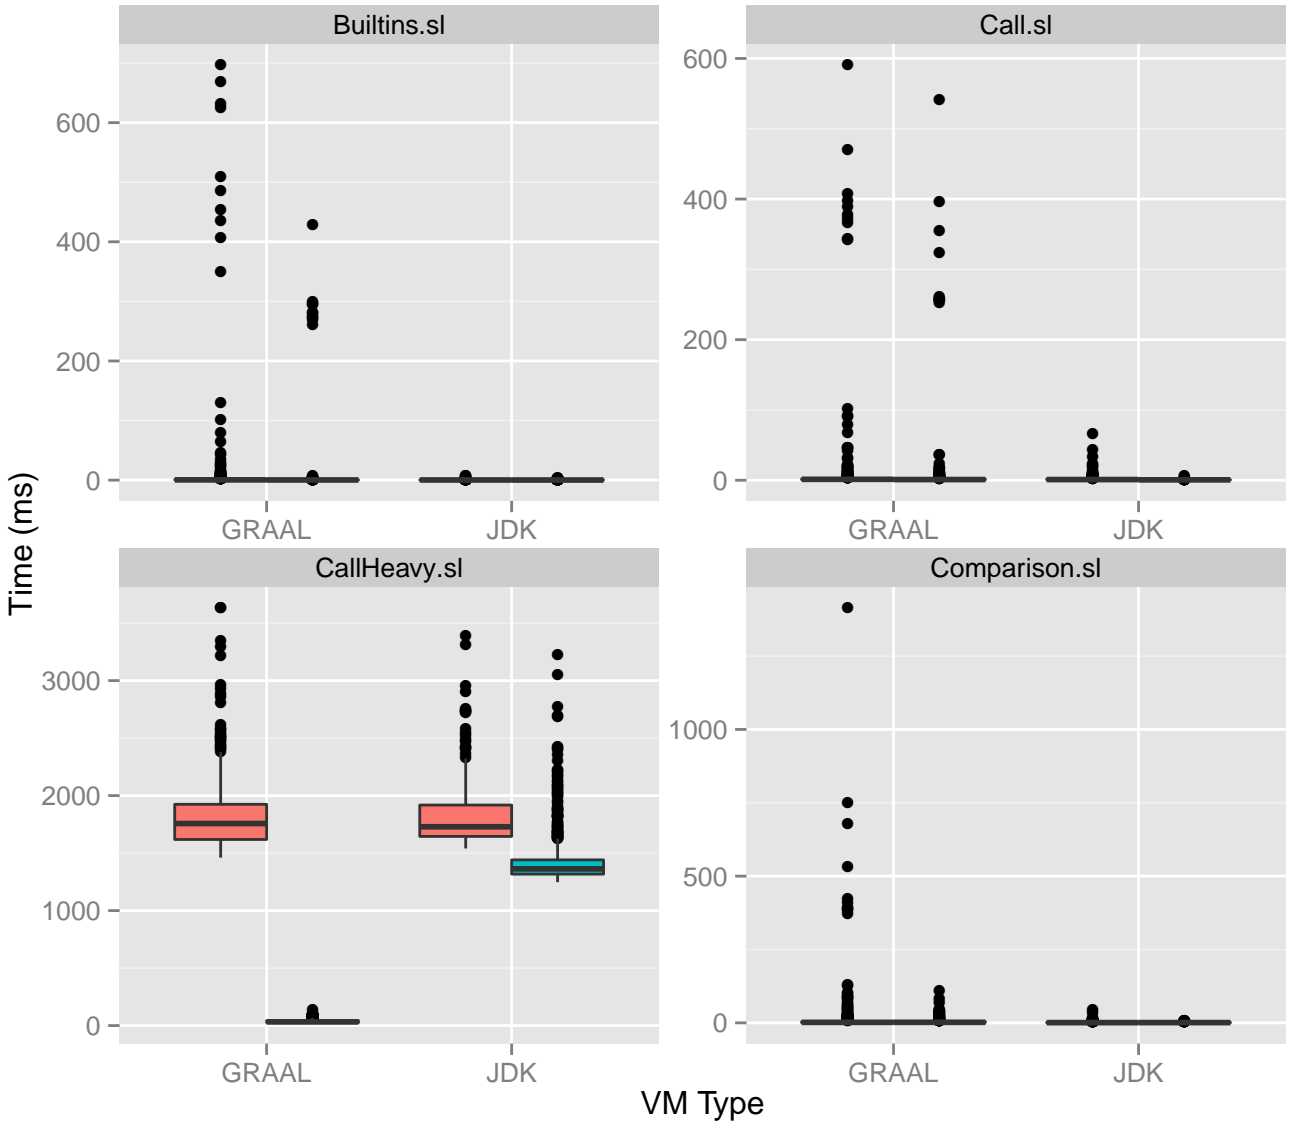 Builtins.sl
Call.sl
600
400
200
0
600
400
200
0
GRAAL
JDK
GRAAL
JDK
CallHeavy.sl
Comparison.sl
3000
2000
1000
0
1000
500
0
GRAAL
JDK
GRAAL
JDK
Time (ms)
VM Type